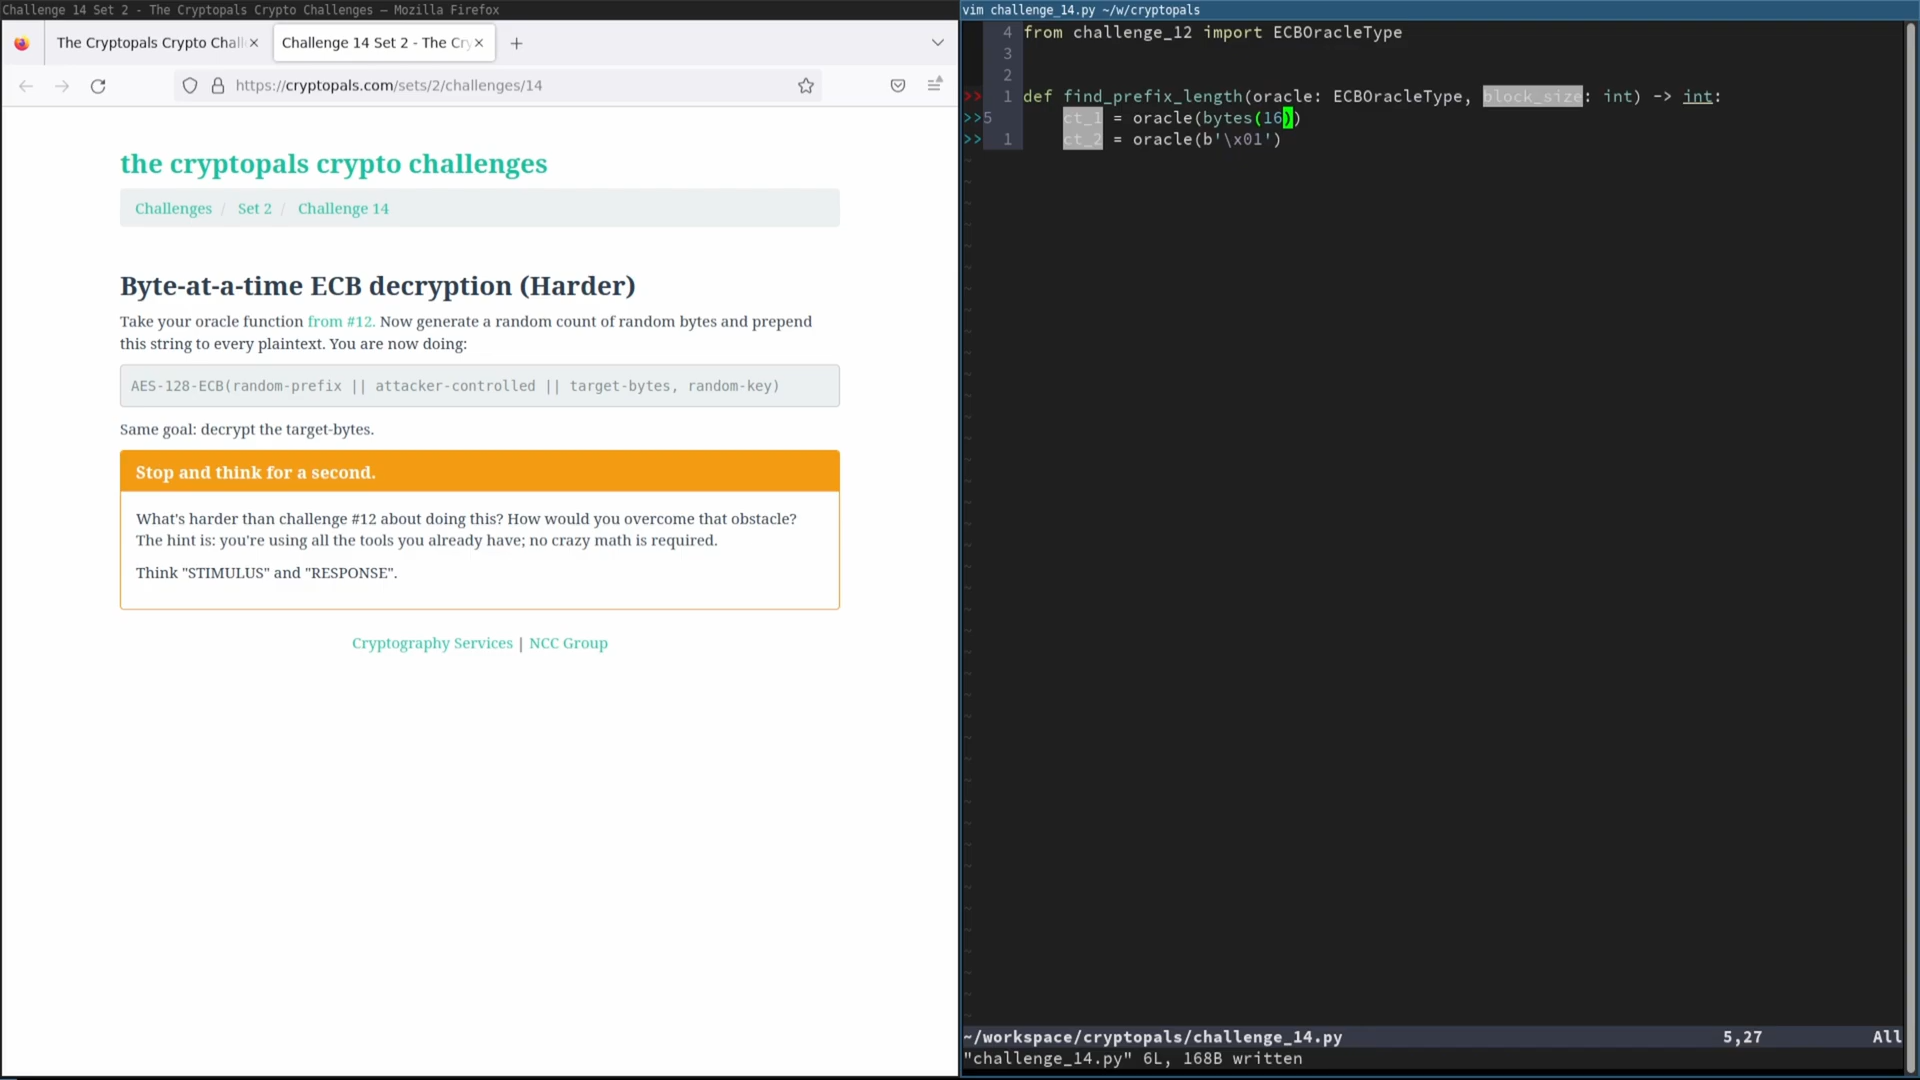 Challenge 14 Set 2 - The Cryptopals Crypto Challenges — Mozilla Firefox
The Cryptopals Crypto Chall
Challenge 14 Set 2 - The Cry
https://cryptopals.com/sets/2/challenges/14
the cryptopals crypto challenges
Challenges / Set 2 / Challenge 14
Byte-at-a-time ECB decryption (Harder)
Take your oracle function from #12. Now generate a random count of random bytes and prepend
this string to every plaintext. You are now doing:
AES-128-ECB(random-prefix || attacker-controlled || target-bytes, random-key)
Same goal: decrypt the target-bytes.
Stop and think for a second.
What's harder than challenge #12 about doing this? How would you overcome that obstacle?
The hint is: you're using all the tools you already have; no crazy math is required.
Think "STIMULUS" and "RESPONSE".
Cryptography Services | NCC Group
vim challenge_14.py ~/w/cryptopals
4 from challenge_12 import ECBOracleType
3
2
>> 1 def find_prefix_length(oracle: ECBOracleType, block_size: int) -> int:
>>5 ct_1 = oracle(bytes(16))
>> 1 ct_2 = oracle(b'\x01')
~/workspace/cryptopals/challenge_14.py 5,27 All
"challenge_14.py" 6L, 168B written